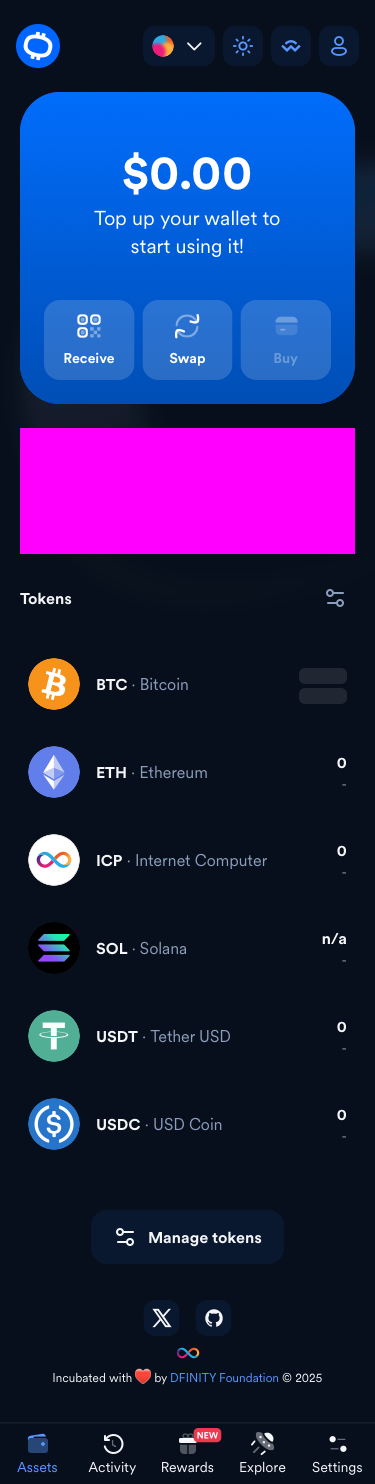 $0.00
Top up your wallet to
start using it!
Receive
Swap
Buy
Tokens
BTC · Bitcoin
ETH · Ethereum
0
-
ICP · Internet Computer
0
-
SOL · Solana
n/a
-
USDT · Tether USD
0
-
USDC · USD Coin
0
-
Manage tokens
Incubated with ❤️ by DFINITY Foundation © 2025
NEW
Assets
Activity
Rewards
Explore
Settings